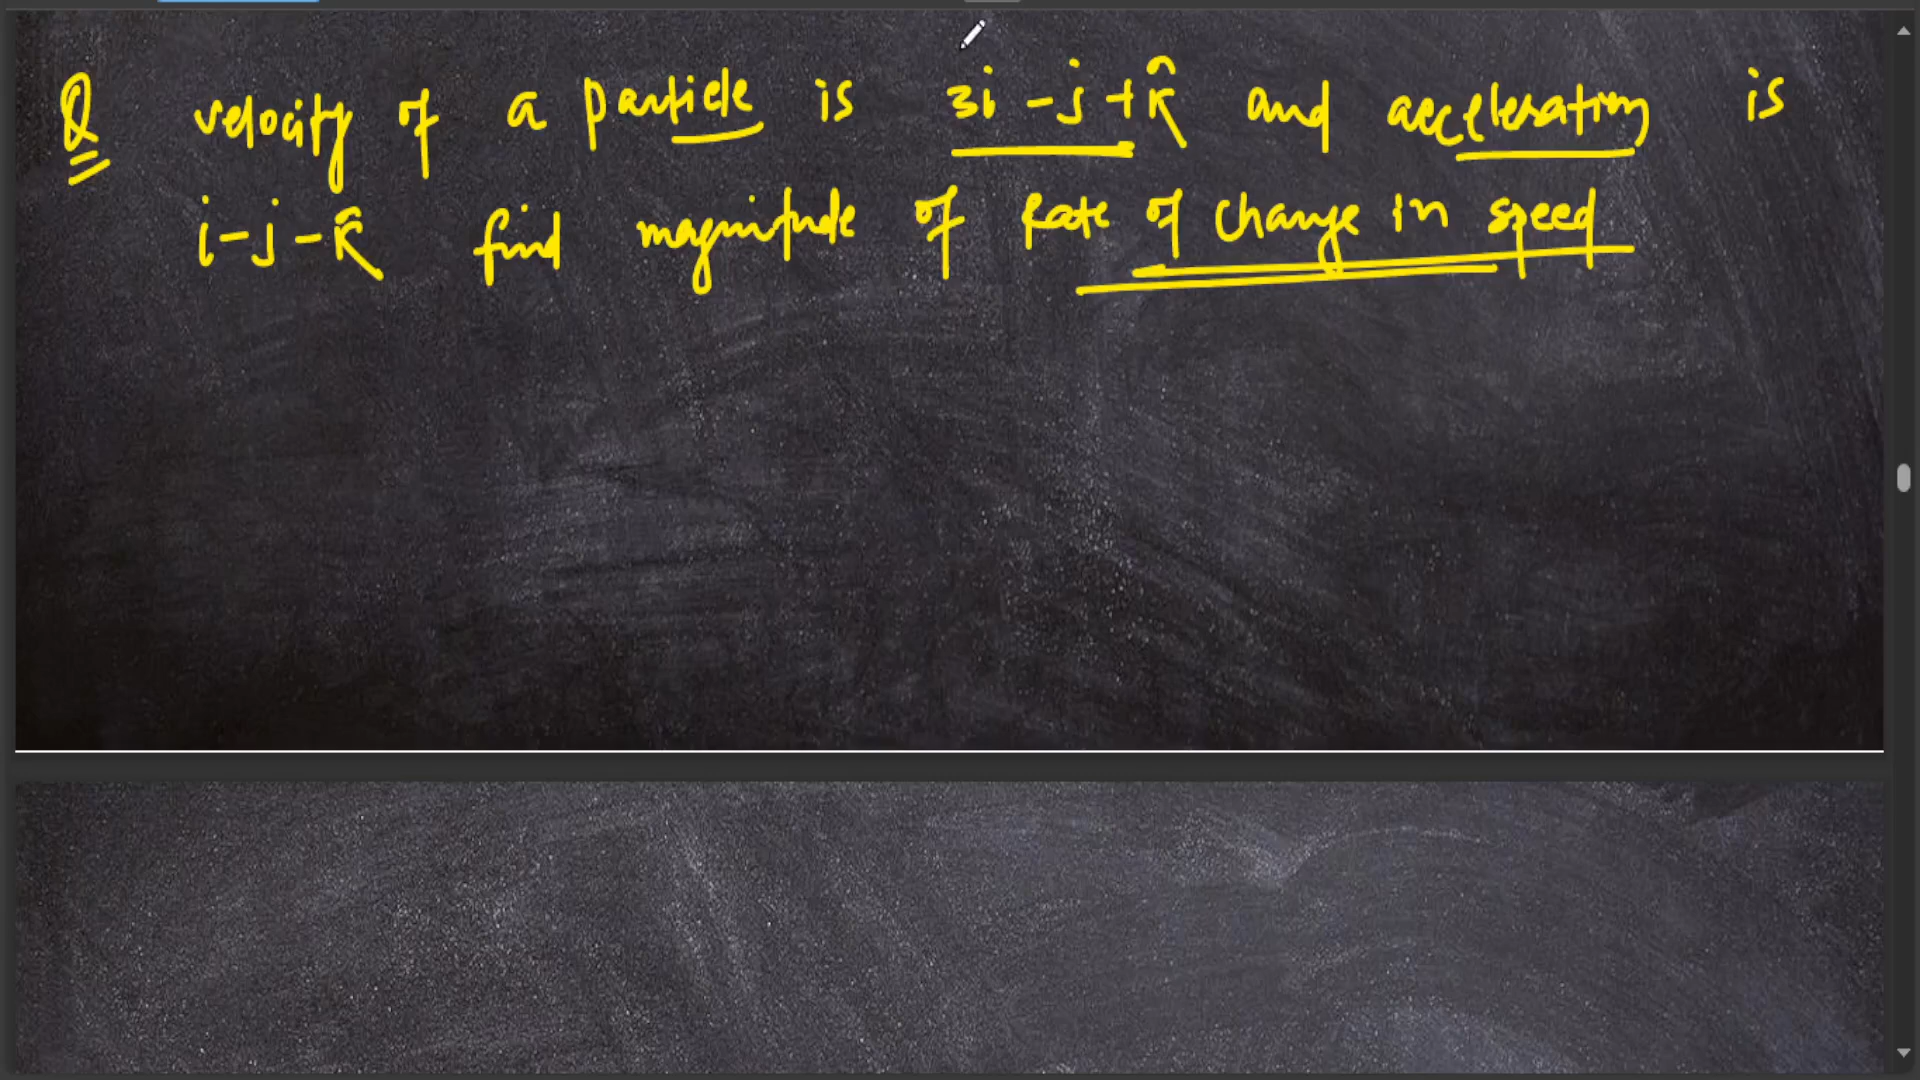 Q velocity of a particle is 3i - j + k̂ and acceleration is
i - j - k̂ find magnitude of Rate of change in speed